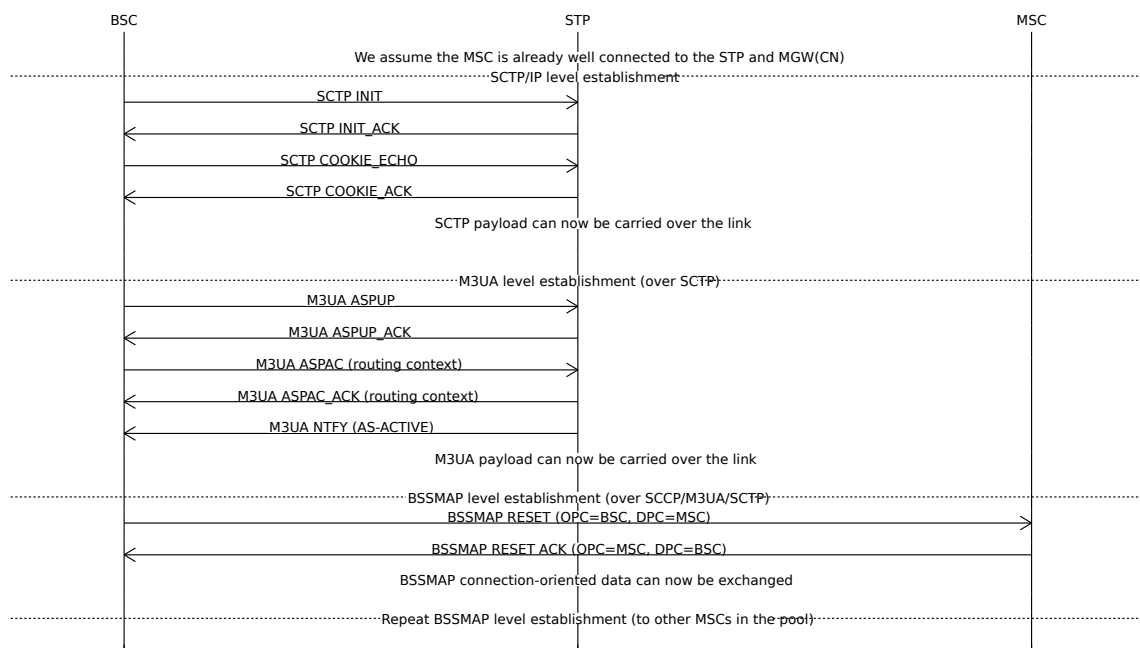 BSC STP MSC
We assume the MSC is already well connected to the STP and MGW(CN)
SCTP/IP level establishment
SCTP INIT
SCTP INIT_ACK
SCTP COOKIE_ECHO
SCTP COOKIE_ACK
SCTP payload can now be carried over the link
M3UA level establishment (over SCTP)
M3UA ASPUP
M3UA ASPUP_ACK
M3UA ASPAC (routing context)
M3UA ASPAC_ACK (routing context)
M3UA NTFY (AS-ACTIVE)
M3UA payload can now be carried over the link
BSSMAP level establishment (over SCCP/M3UA/SCTP)
BSSMAP RESET (OPC=BSC, DPC=MSC)
BSSMAP RESET ACK (OPC=MSC, DPC=BSC)
BSSMAP connection-oriented data can now be exchanged
Repeat BSSMAP level establishment (to other MSCs in the pool)